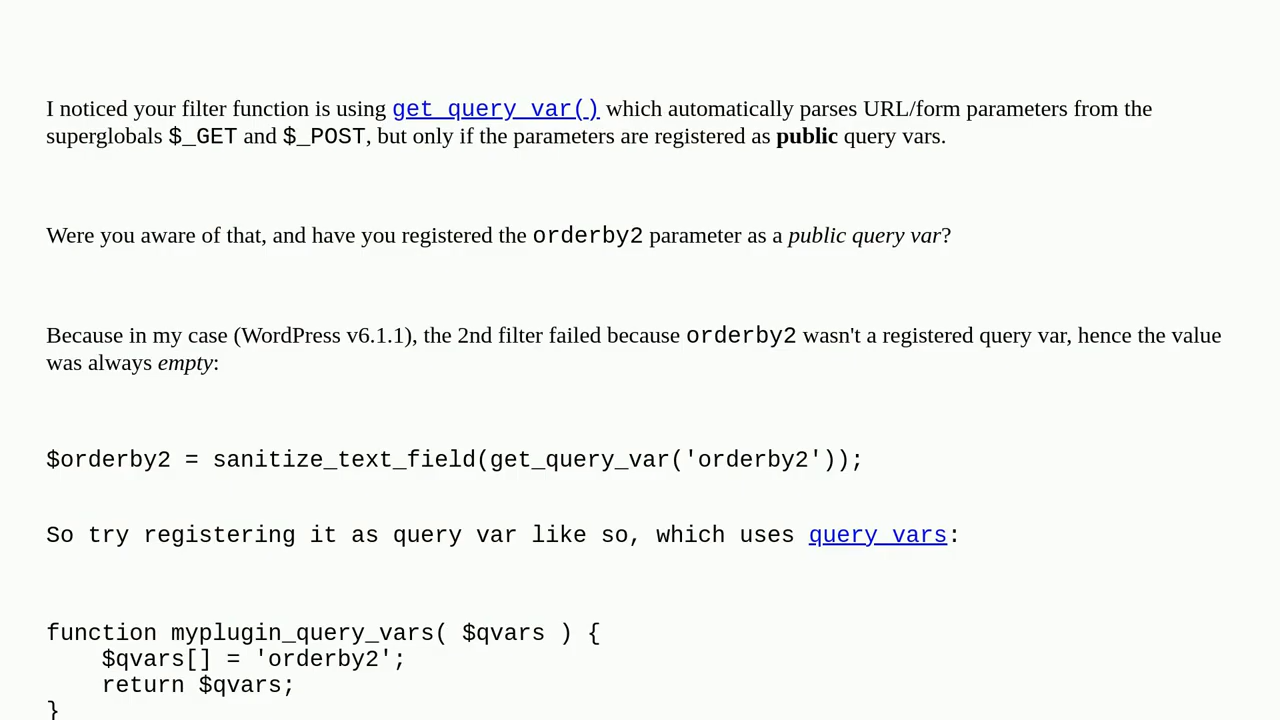 I noticed your filter function is using get_query_var() which automatically parses URL/form parameters from the
superglobals $_GET and $_POST, but only if the parameters are registered as public query vars.
Were you aware of that, and have you registered the orderby2 parameter as a public query var?
Because in my case (WordPress v6.1.1), the 2nd filter failed because orderby2 wasn't a registered query var, hence the value
was always empty:
$orderby2 = sanitize_text_field(get_query_var('orderby2'));
So try registering it as query var like so, which uses query_vars:
function myplugin_query_vars( $qvars ) {
    $qvars[] = 'orderby2';
    return $qvars;
}